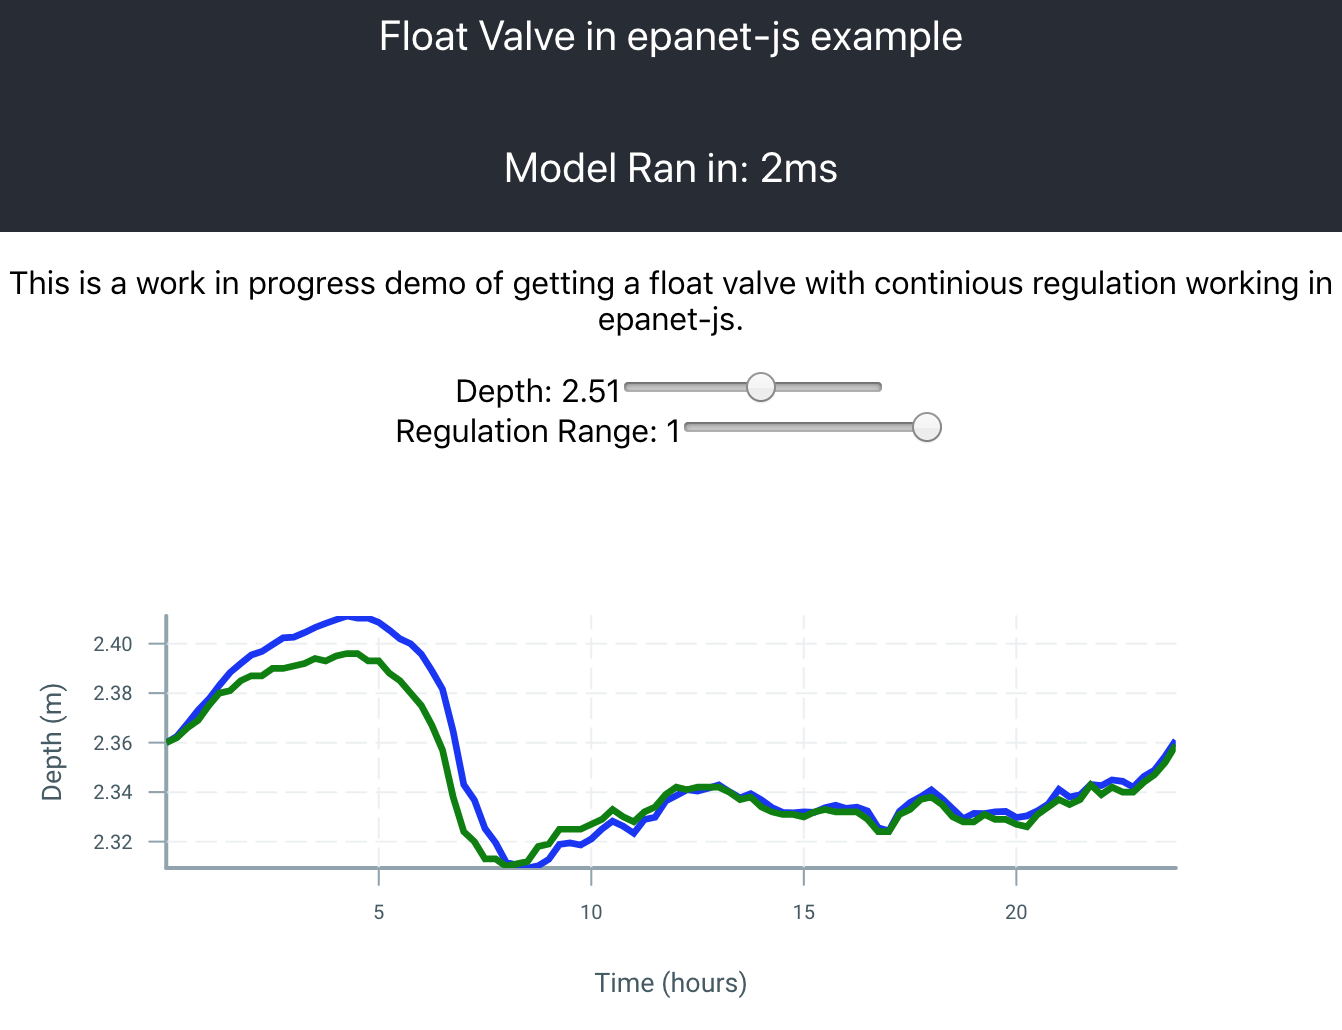 Float Valve in epanet-js example
Model Ran in: 2ms
This is a work in progress demo of getting a float valve with continious regulation working in
epanet-js.
Depth: 2.51
Regulation Range: 1
2.40
2.38
2.36
2.34
2.32
Depth (m)
5 10 15 20
Time (hours)